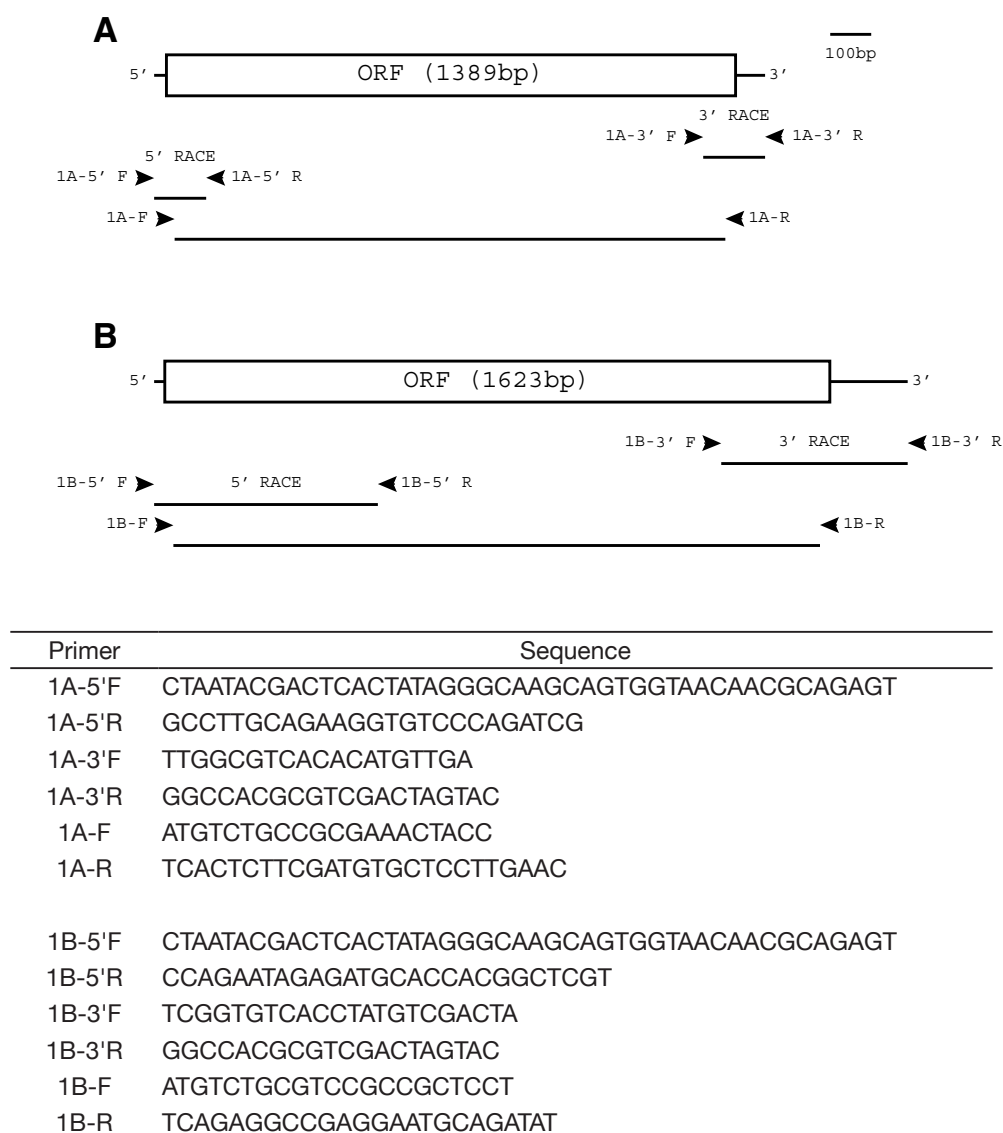 A
100bp
5′ ORF (1389bp) 3′
3′ RACE
1A-3′ F 1A-3′ R
5′ RACE
1A-5′ F 1A-5′ R
1A-F 1A-R
B
5′ ORF (1623bp) 3′
1B-3′ F 3′ RACE 1B-3′ R
1B-5′ F 5′ RACE 1B-5′ R
1B-F 1B-R
Primer Sequence
1A-5'F CTAATACGACTCACTATAGGGCAAGCAGTGGTAACAACGCAGAGT
1A-5'R GCCTTGCAGAAGGTGTCCCAGATCG
1A-3'F TTGGCGTCACACATGTTGA
1A-3'R GGCCACGCGTCGACTAGTAC
1A-F ATGTCTGCCGCGAAACTACC
1A-R TCACTCTTCGATGTGCTCCTTGAAC
1B-5'F CTAATACGACTCACTATAGGGCAAGCAGTGGTAACAACGCAGAGT
1B-5'R CCAGAATAGAGATGCACCACGGCTCGT
1B-3'F TCGGTGTCACCTATGTCGACTA
1B-3'R GGCCACGCGTCGACTAGTAC
1B-F ATGTCTGCGTCCGCCGCTCCT
1B-R TCAGAGGCCGAGGAATGCAGATAT